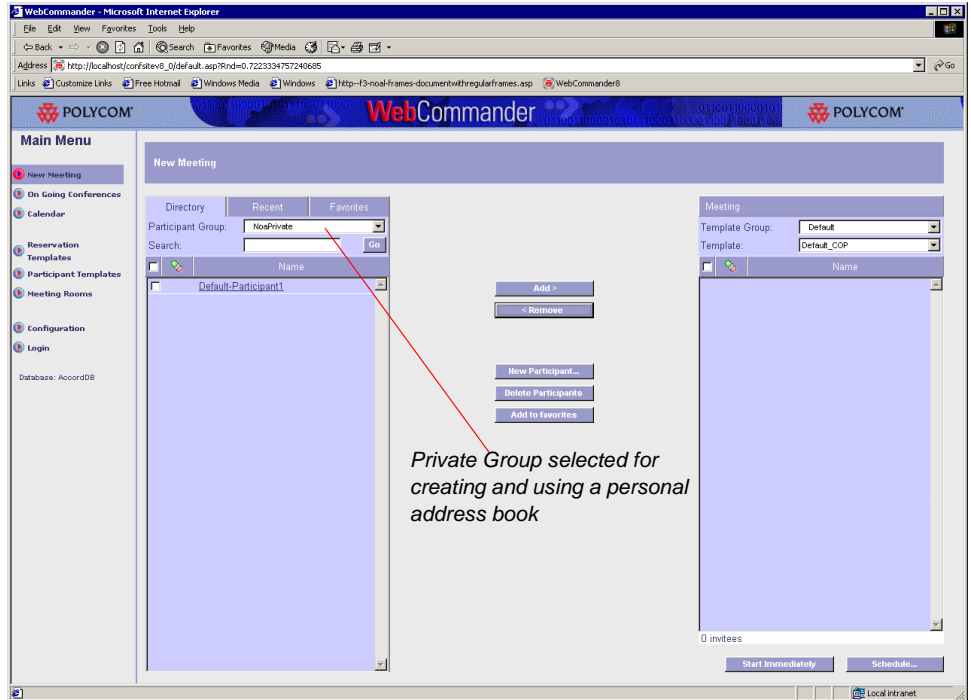 WebCommander - Microsoft Internet Explorer
File Edit View Favorites Tools Help
Back Search Favorites Media
Address http://localhost/confsitev8_0/default.asp?Rnd=0.7223334757240685 Go
Links Customize Links Free Hotmail Windows Media Windows http--f3-noal-frames-documentwithregularframes.asp WebCommander8
POLYCOM WebCommander POLYCOM
Main Menu
New Meeting
On Going Conferences
Calendar
Reservation
Templates
Participant Templates
Meeting Rooms
Configuration
Login
Database: AccordDB
New Meeting
Directory Recent Favorites
Participant Group: NoaPrivate
Search: Go
Name
Default-Participant1
Add >
< Remove
New Participant...
Delete Participants
Add to favorites
Private Group selected for
creating and using a personal
address book
Meeting
Template Group: Default
Template: Default_COP
Name
0 invitees
Start Immediately Schedule...
Local intranet